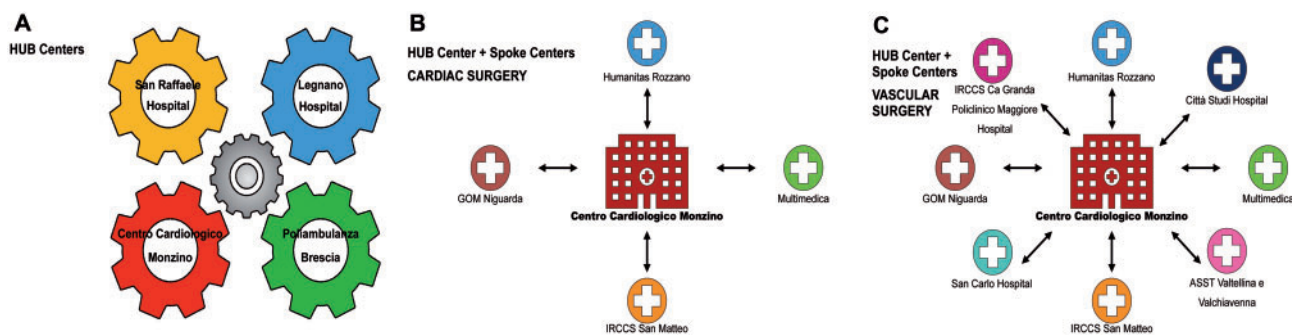 A
HUB Centers
San Raffaele
Hospital
Legnano
Hospital
Centro Cardiologico
Monzino
Poliambulanza
Brescia
B
HUB Center + Spoke Centers
CARDIAC SURGERY
Humanitas Rozzano
GOM Niguarda
Multimedica
Centro Cardiologico Monzino
IRCCS San Matteo
C
HUB Center +
Spoke Centers
VASCULAR
SURGERY
IRCCS Ca Granda
Policlinico Maggiore
Hospital
Humanitas Rozzano
Città Studi Hospital
GOM Niguarda
Multimedica
Centro Cardiologico Monzino
San Carlo Hospital
ASST Valtellina e
Valchiavenna
IRCCS San Matteo